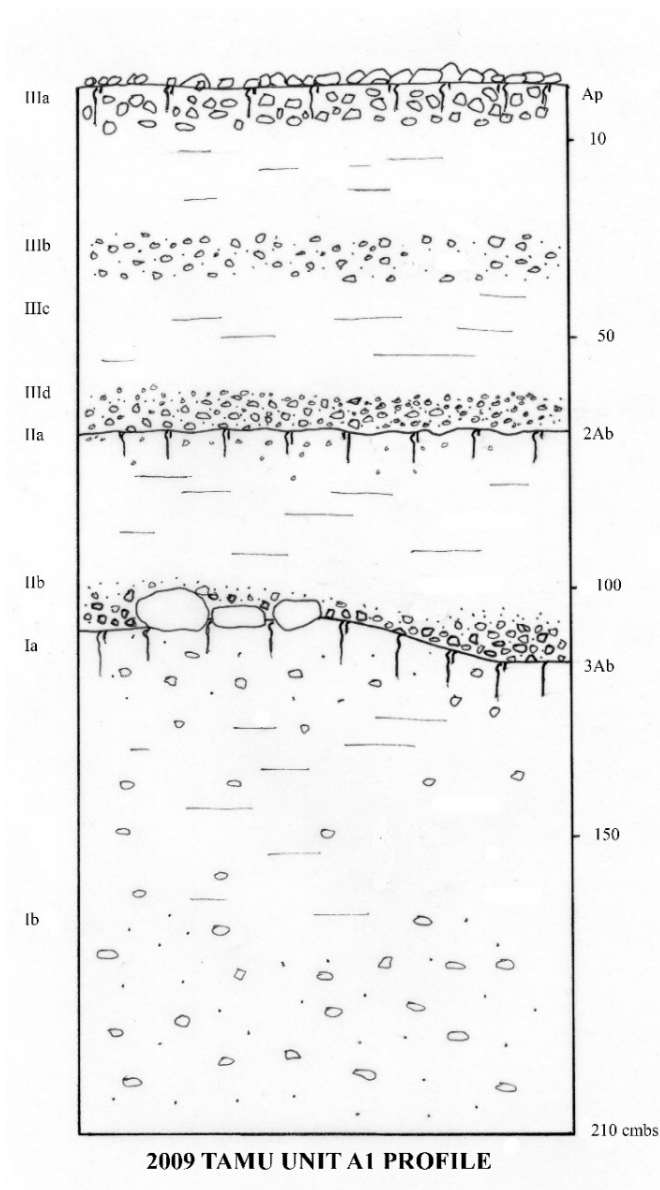 IIIa
Ap
10
IIIb
IIIc
50
IIId
IIa
2Ab
IIb
100
Ia
3Ab
150
Ib
210 cmbs
2009 TAMU UNIT A1 PROFILE